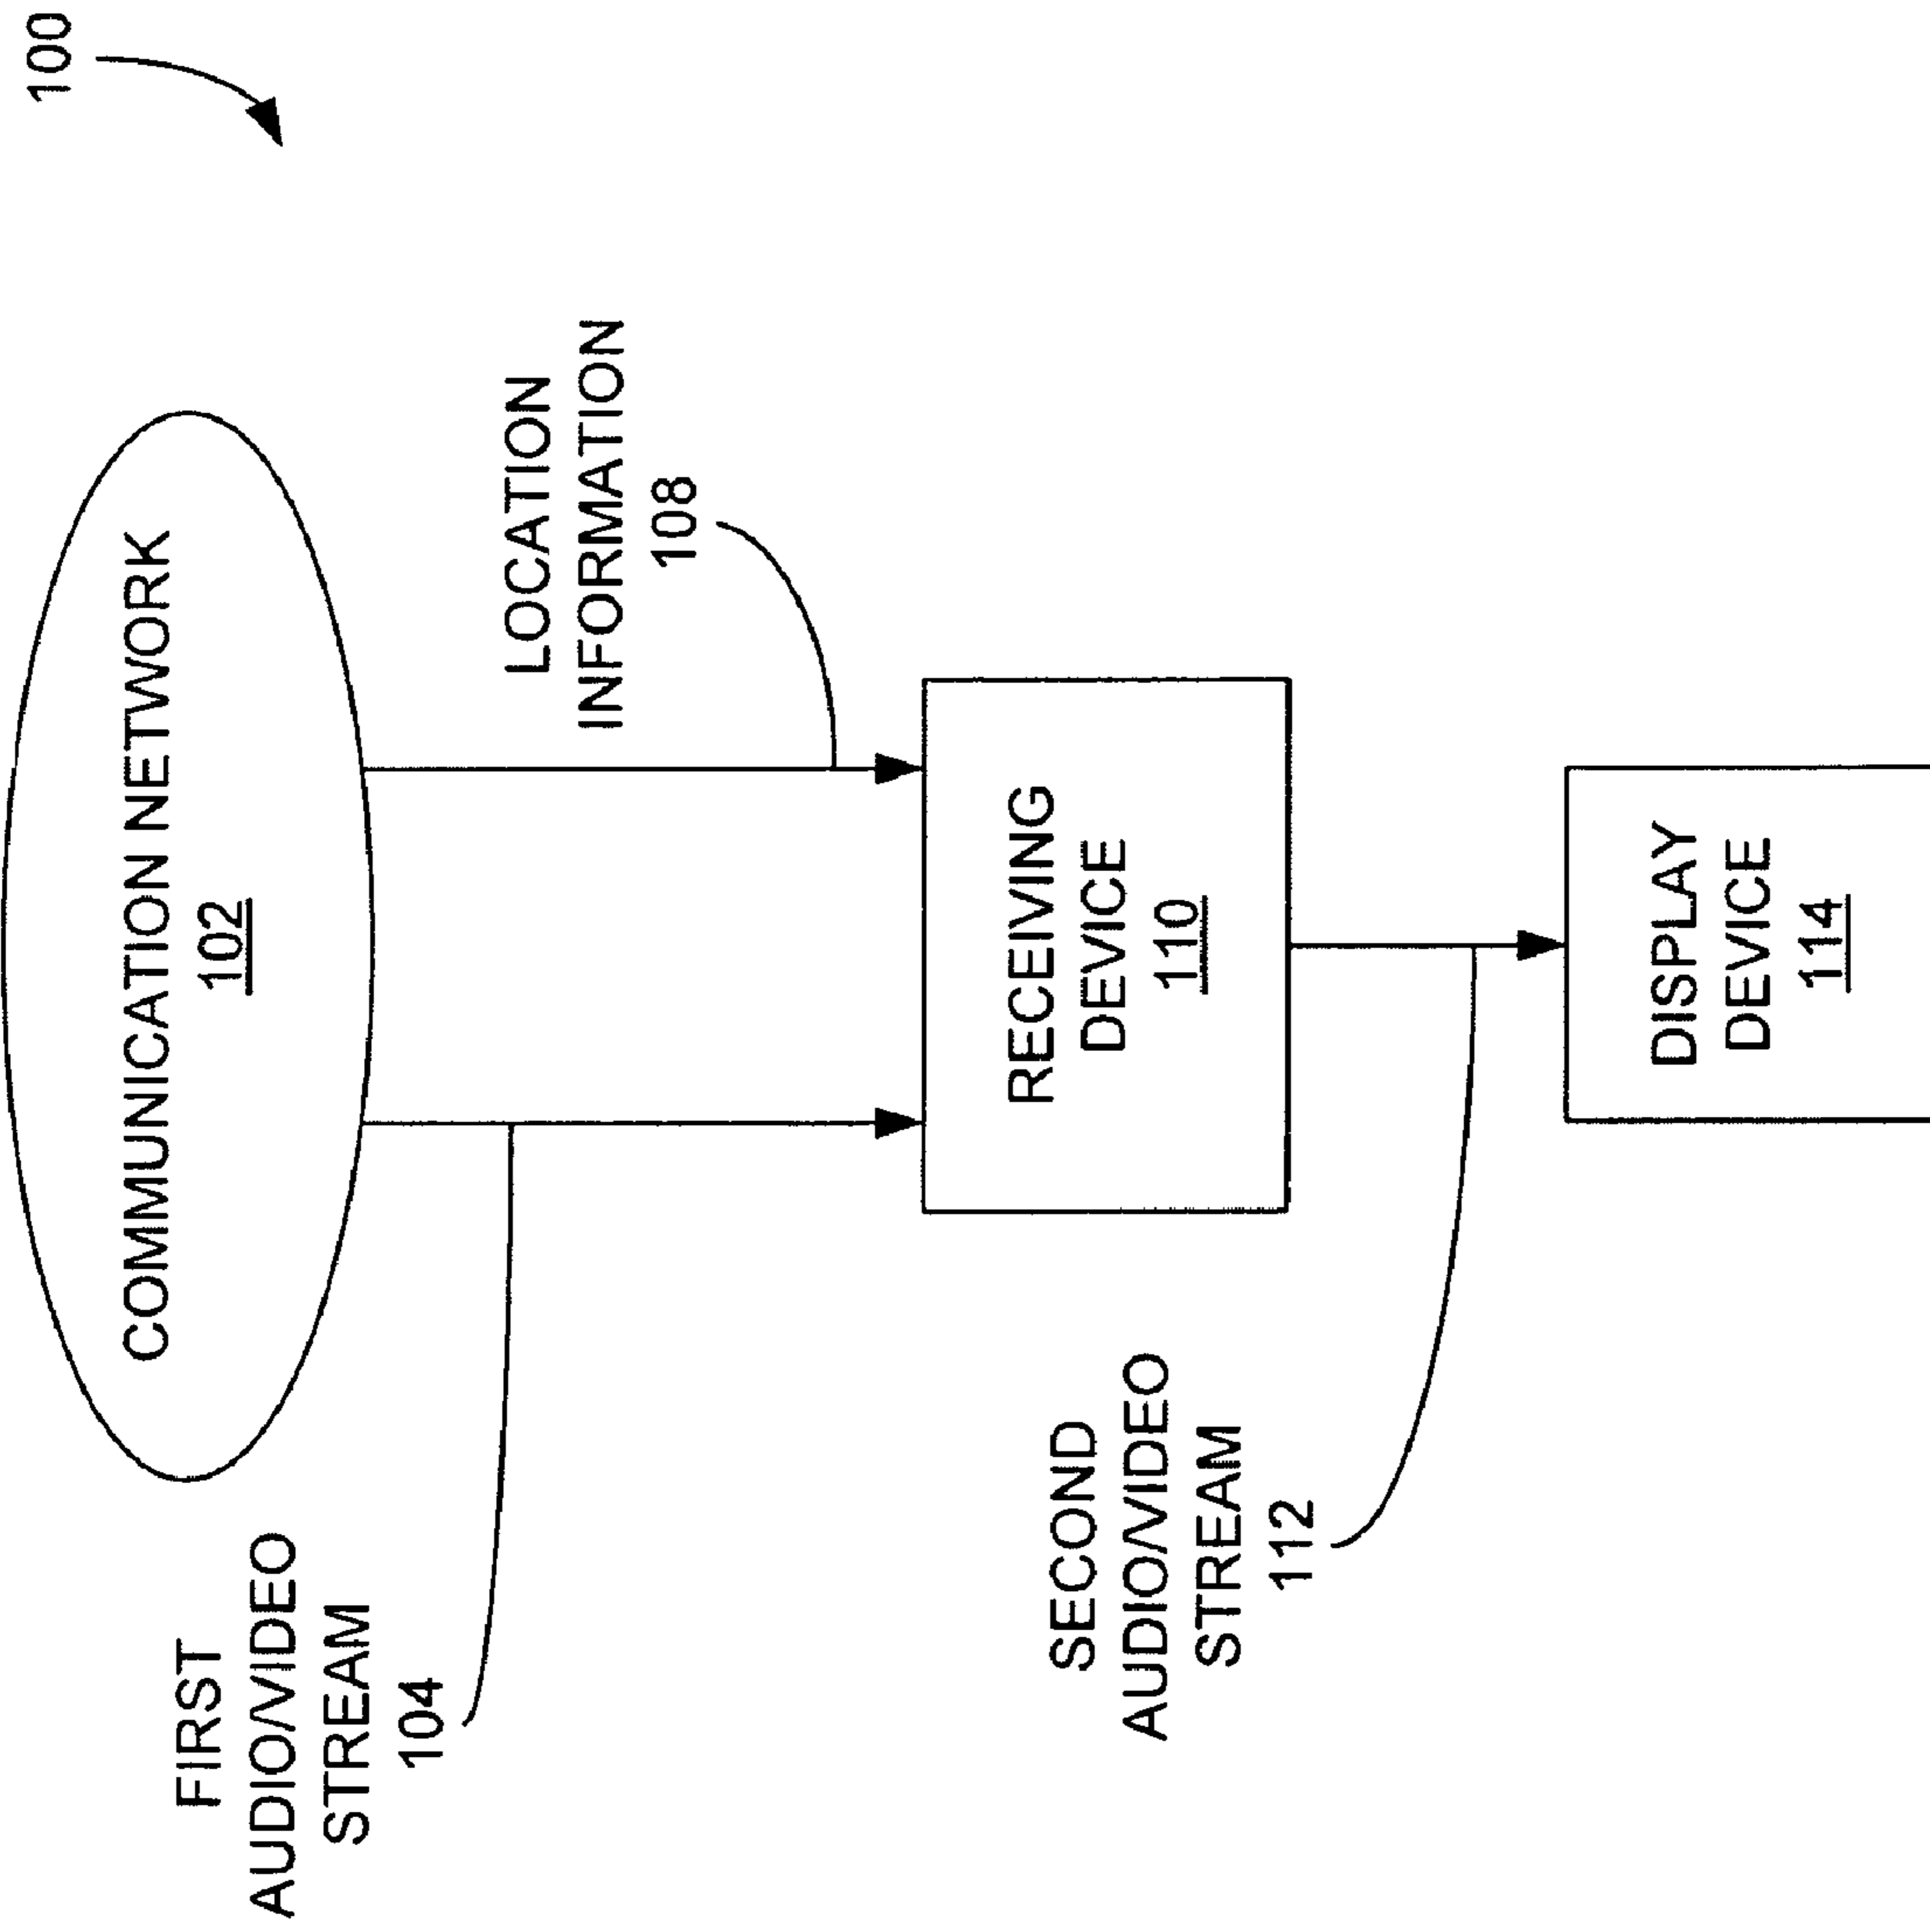 100
COMMUNICATION NETWORK
102
FIRST
AUDIO/VIDEO
STREAM
104
LOCATION
INFORMATION
108
RECEIVING
DEVICE
110
SECOND
AUDIO/VIDEO
STREAM
112
DISPLAY
DEVICE
114